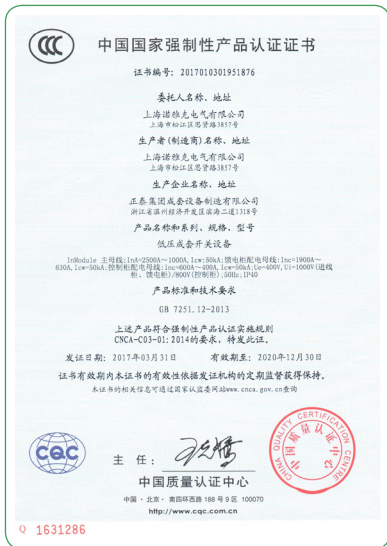 CCC
中国国家强制性产品认证证书
证书编号: 2017010301951876
委托人名称、地址
上海诺雅克电气有限公司
上海市松江区思贤路3857号
生产者(制造商)名称、地址
上海诺雅克电气有限公司
上海市松江区思贤路3857号
生产企业名称、地址
正泰集团成套设备制造有限公司
浙江省温州经济开发区滨海二道1318号
产品名称和系列、规格、型号
低压成套开关设备
InModule 主母线:InA=2500A~1000A,Icw:50kA;馈电柜配电母线:Inc=1900A~
630A,Icw=50kA;控制柜配电母线:Inc=600A~400A,Icw=50kA;Ue=400V,Ui=1000V(进线
柜、馈电柜)/800V(控制柜);50Hz;IP40
产品标准和技术要求
GB 7251.12-2013
上述产品符合强制性产品认证实施规则
CNCA-C03-01:2014的要求，特发此证。
发证日期: 2017年03月31日 有效期至: 2020年12月30日
证书有效期内本证书的有效性依据发证机构的定期监督获得保持。
本证书的相关信息可通过国家认监委网站www.cnca.gov.cn查询
CQC
主 任:
CHINA QUALITY CERTIFICATION CENTRE
中国质量认证中心
中国质量认证中心
中国·北京·南四环西路 188 号 9 区 100070
http://www.cqc.com.cn
Q 1631286